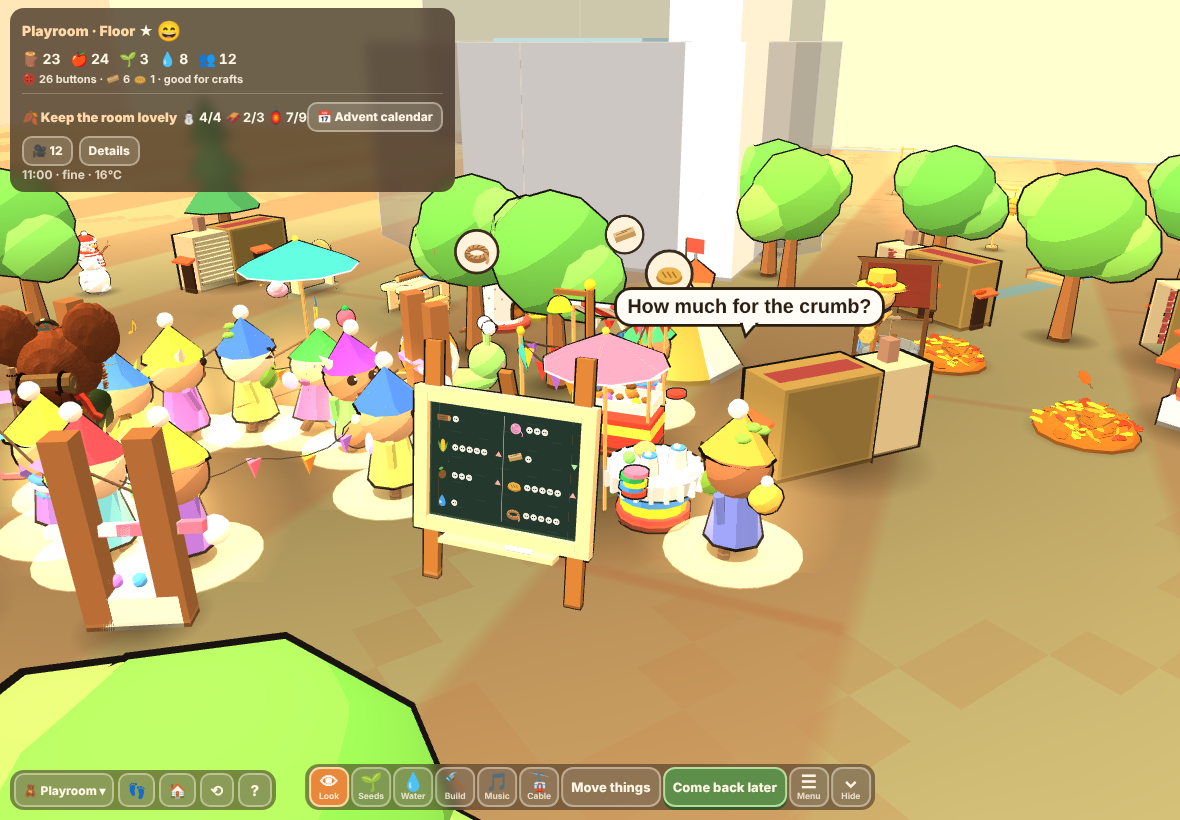 Playroom · Floor ★
23 24 3 8 12
26 buttons · 6 1 · good for crafts
Keep the room lovely 4/4 2/3 7/9 Advent calendar
12 Details
11:00 · fine · 16°C
How much for the crumb?
Playroom ▾ ?
Look Seeds Water Build Music Cable Move things Come back later Menu Hide